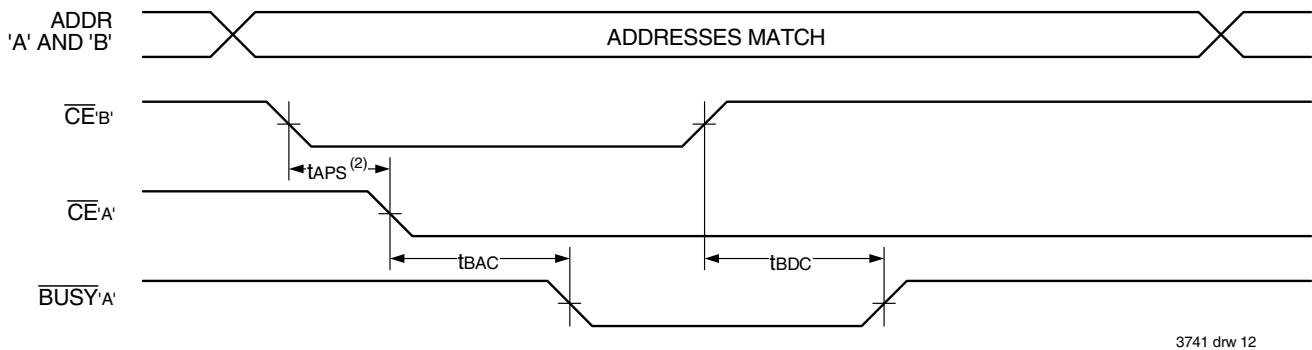 ADDR
'A' AND 'B'
ADDRESSES MATCH
CE'B'
tAPS (2)
CE'A'
tBAC
tBDC
BUSY'A'
3741 drw 12